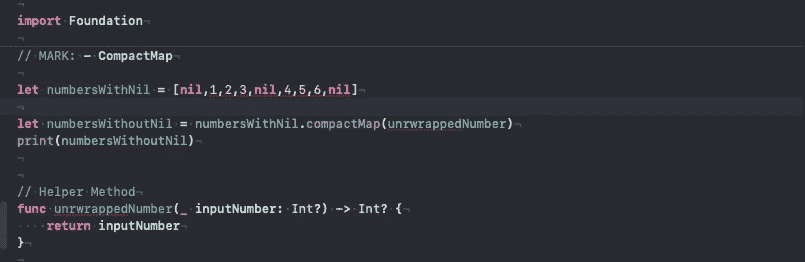 import Foundation
// MARK: - CompactMap
let numbersWithNil = [nil,1,2,3,nil,4,5,6,nil]
let numbersWithoutNil = numbersWithNil.compactMap(unrwrappedNumber)
print(numbersWithoutNil)
// Helper Method
func unrwrappedNumber(_ inputNumber: Int?) -> Int? {
    return inputNumber
}